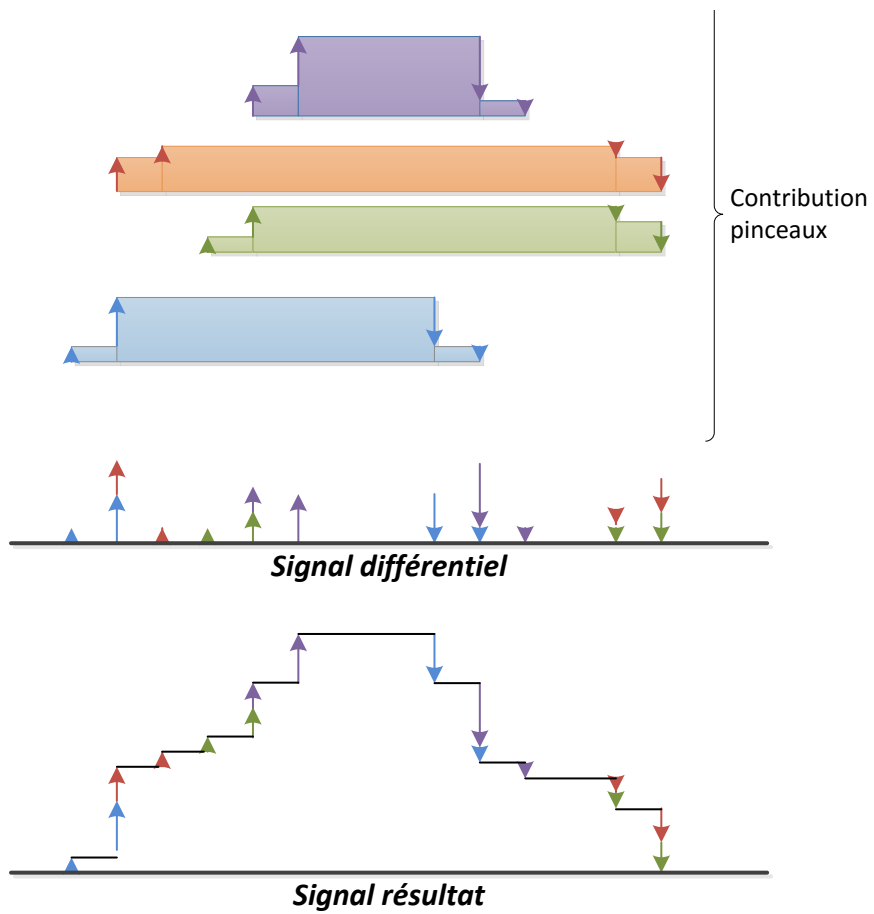 Contribution
pinceaux
Signal différentiel
Signal résultat